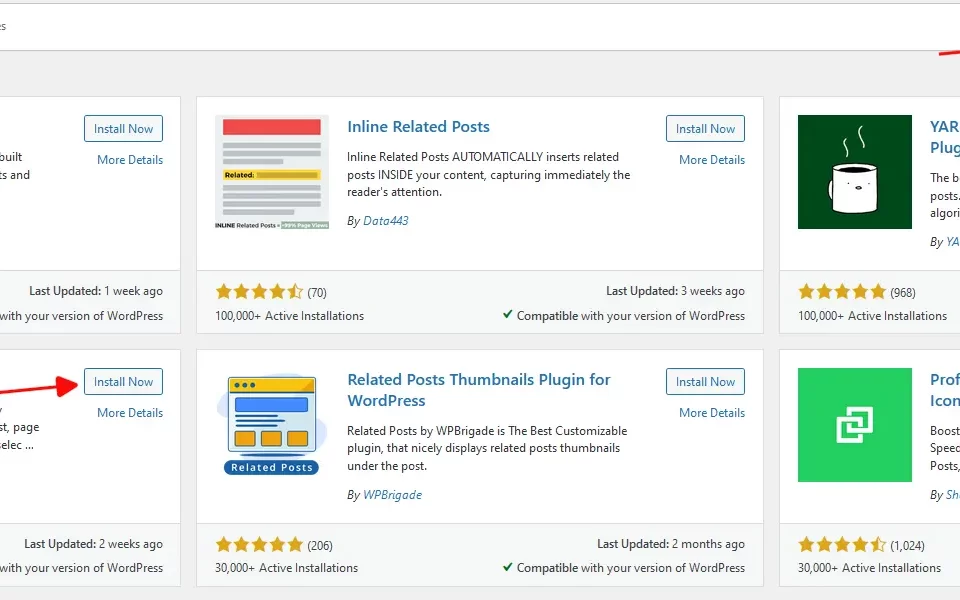 es
Install Now
More Details
built
ts and
Last Updated: 1 week ago
with your version of WordPress
Related:
INLINE Related Posts = +99% Page Views
Inline Related Posts
Install Now
More Details
Inline Related Posts AUTOMATICALLY inserts related
posts INSIDE your content, capturing immediately the
reader's attention.
By Data443
(70)
Last Updated: 3 weeks ago
100,000+ Active Installations
Compatible with your version of WordPress
YAR
Plug
The b
posts.
algori
By YA
(968)
100,000+ Active Installations
Install Now
More Details
y
st, page
selec ...
Last Updated: 2 weeks ago
with your version of WordPress
Related Posts
Related Posts Thumbnails Plugin for
WordPress
Install Now
More Details
Related Posts by WPBrigade is The Best Customizable
plugin, that nicely displays related posts thumbnails
under the post.
By WPBrigade
(206)
Last Updated: 2 months ago
30,000+ Active Installations
Compatible with your version of WordPress
Prof
Icon
Boost
Speed
Posts,
By Sh
(1,024)
30,000+ Active Installations